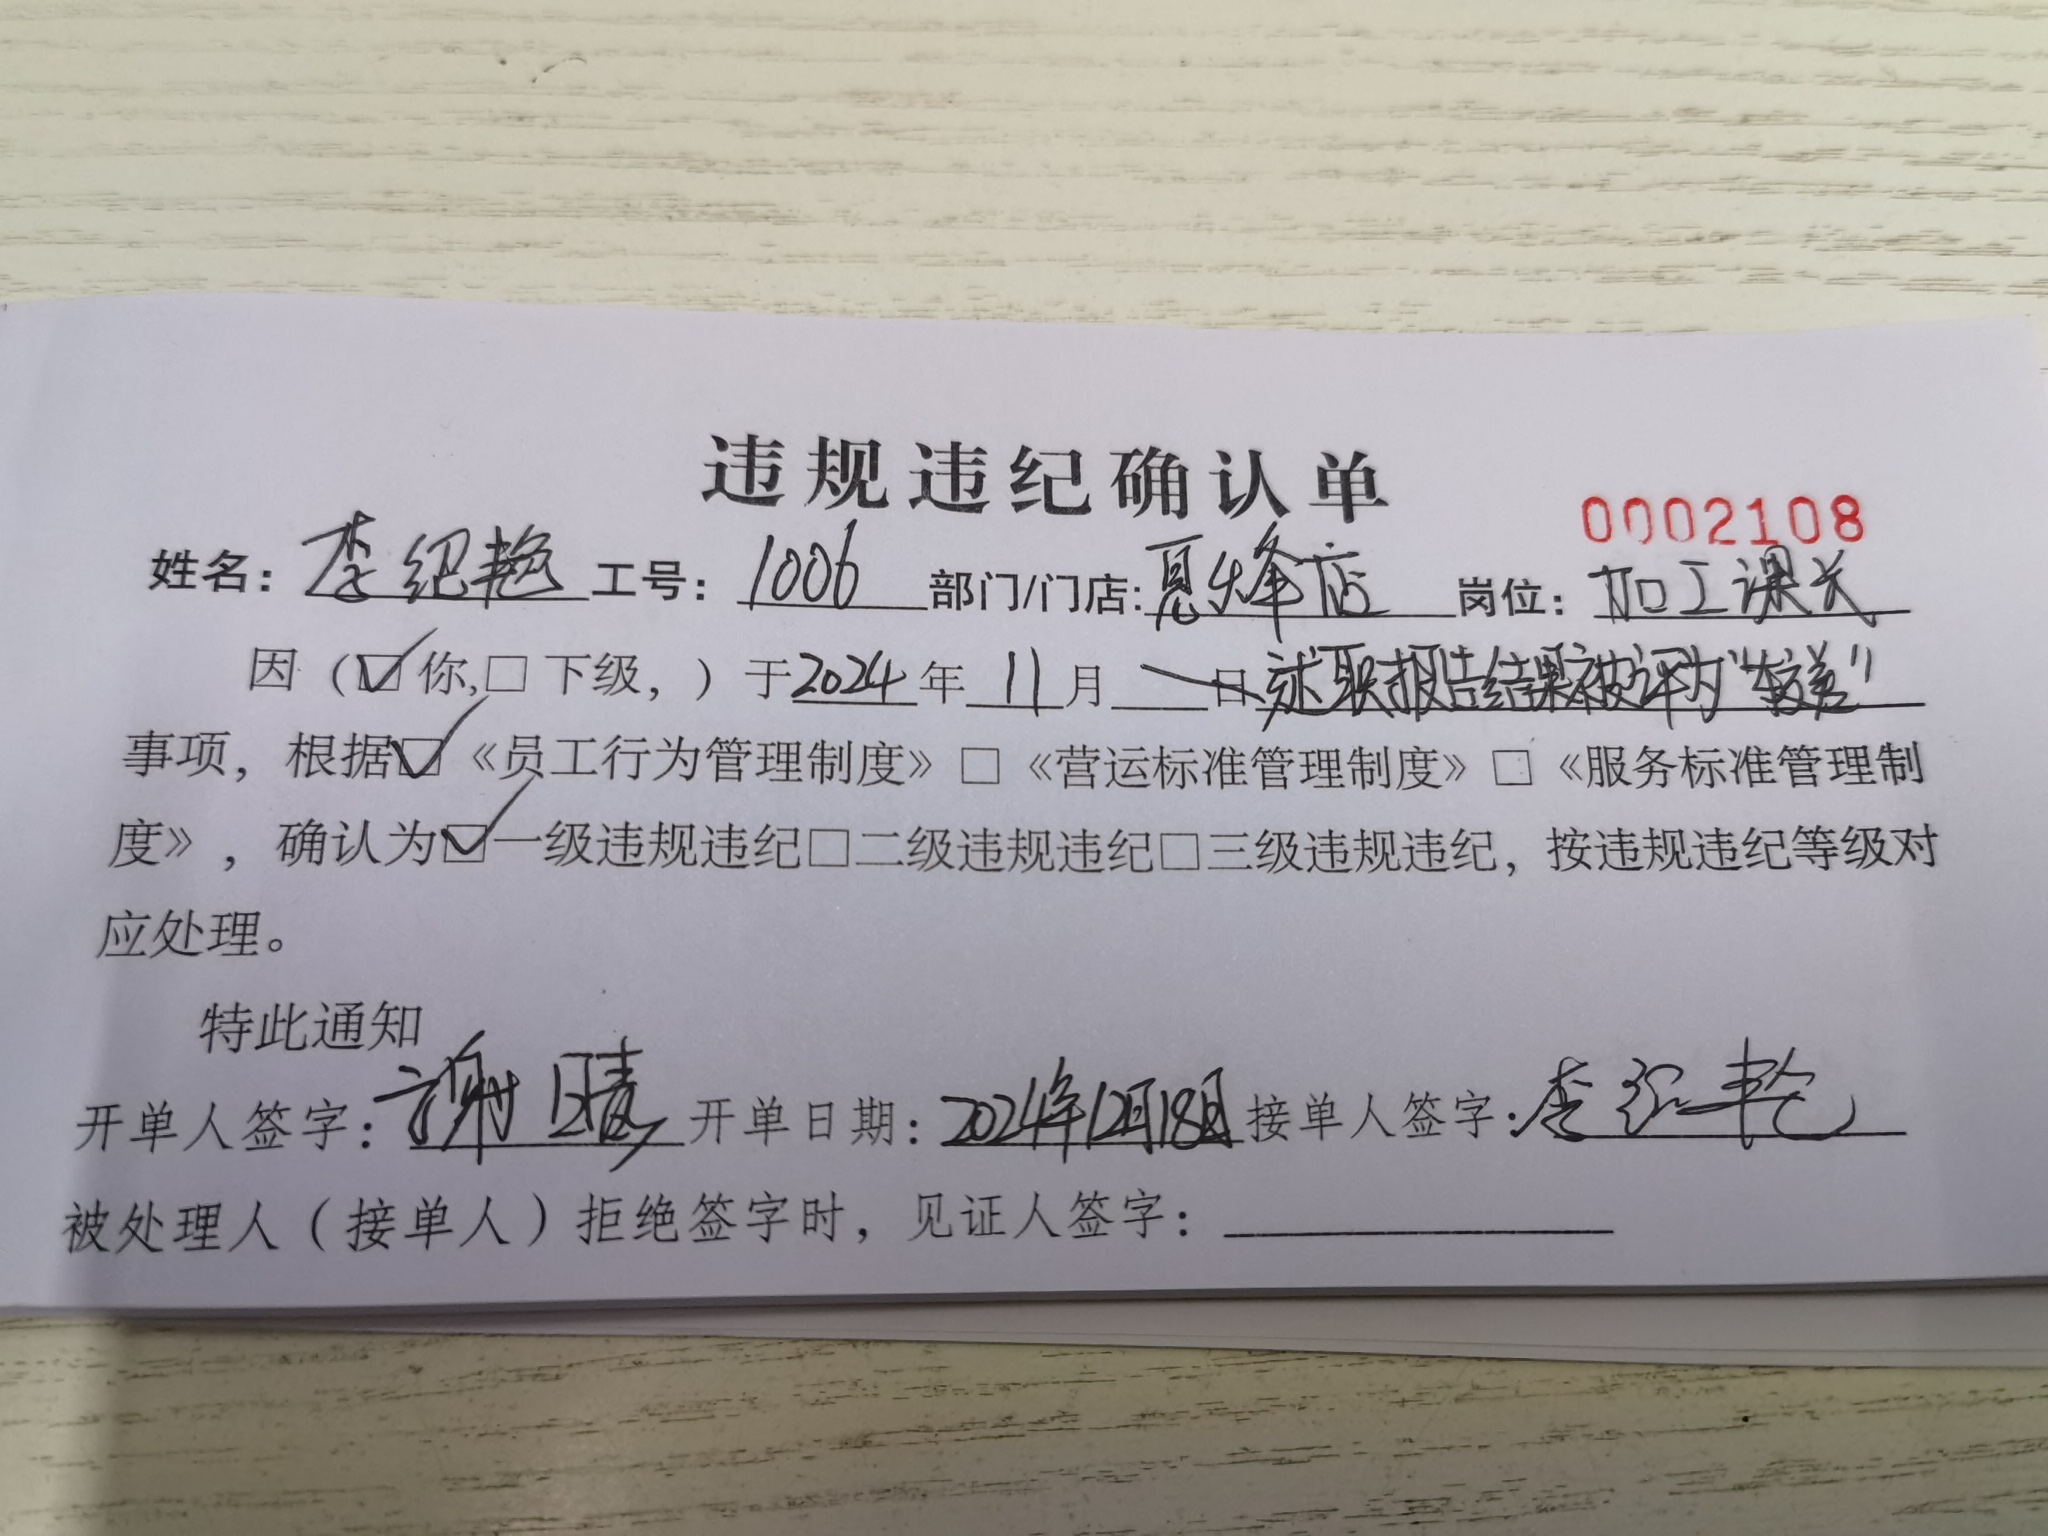 违规违纪确认单
0002108
姓名：李纪艳 工号：1006 部门/门店：夏烽店 岗位：加工课长
因（☑你，□下级，）于2024年11月 日述职报告结果被评为“较差”
事项，根据☑《员工行为管理制度》□《营运标准管理制度》□《服务标准管理制
度》，确认为☑一级违规违纪□二级违规违纪□三级违规违纪，按违规违纪等级对
应处理。
特此通知
开单人签字：谢晴 开单日期：2024年12月18日 接单人签字：李纪艳
被处理人（接单人）拒绝签字时，见证人签字：